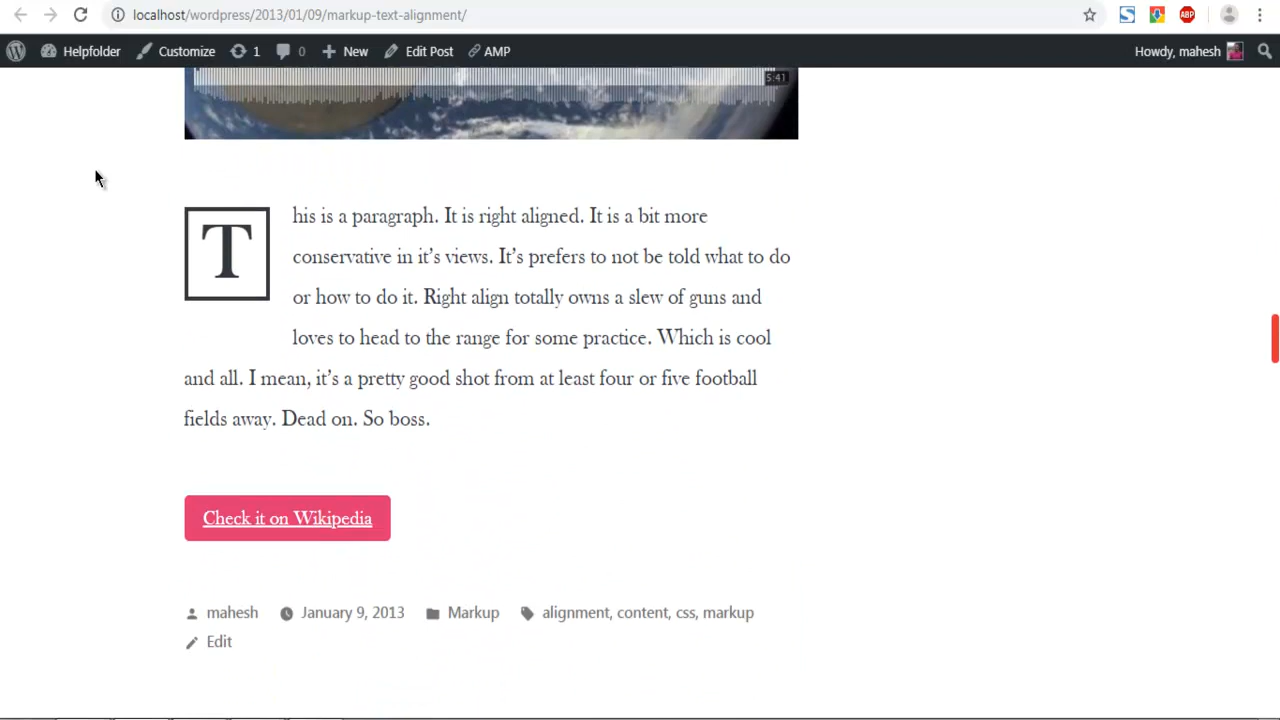 localhost/wordpress/2013/01/09/markup-text-alignment/
S
ABP
Helpfolder Customize 1 0 New Edit Post AMP Howdy, mahesh
5:41
This is a paragraph. It is right aligned. It is a bit more
conservative in it's views. It's prefers to not be told what to do
or how to do it. Right align totally owns a slew of guns and
loves to head to the range for some practice. Which is cool
and all. I mean, it's a pretty good shot from at least four or five football
fields away. Dead on. So boss.
Check it on Wikipedia
mahesh January 9, 2013 Markup alignment, content, css, markup
Edit